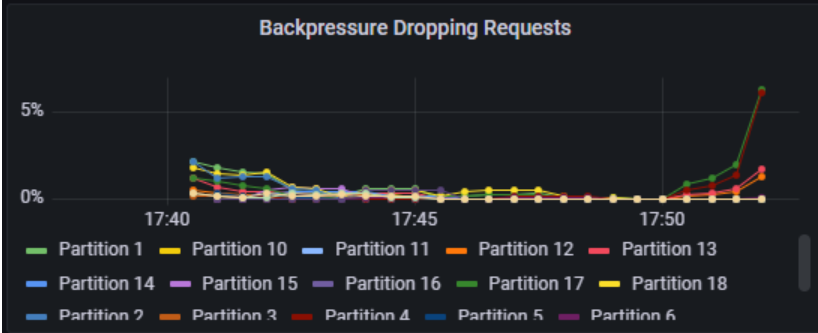 Backpressure Dropping Requests
5%
0%
17:40 17:45 17:50
Partition 1 Partition 10 Partition 11 Partition 12 Partition 13
Partition 14 Partition 15 Partition 16 Partition 17 Partition 18
Partition 2 Partition 3 Partition 4 Partition 5 Partition 6